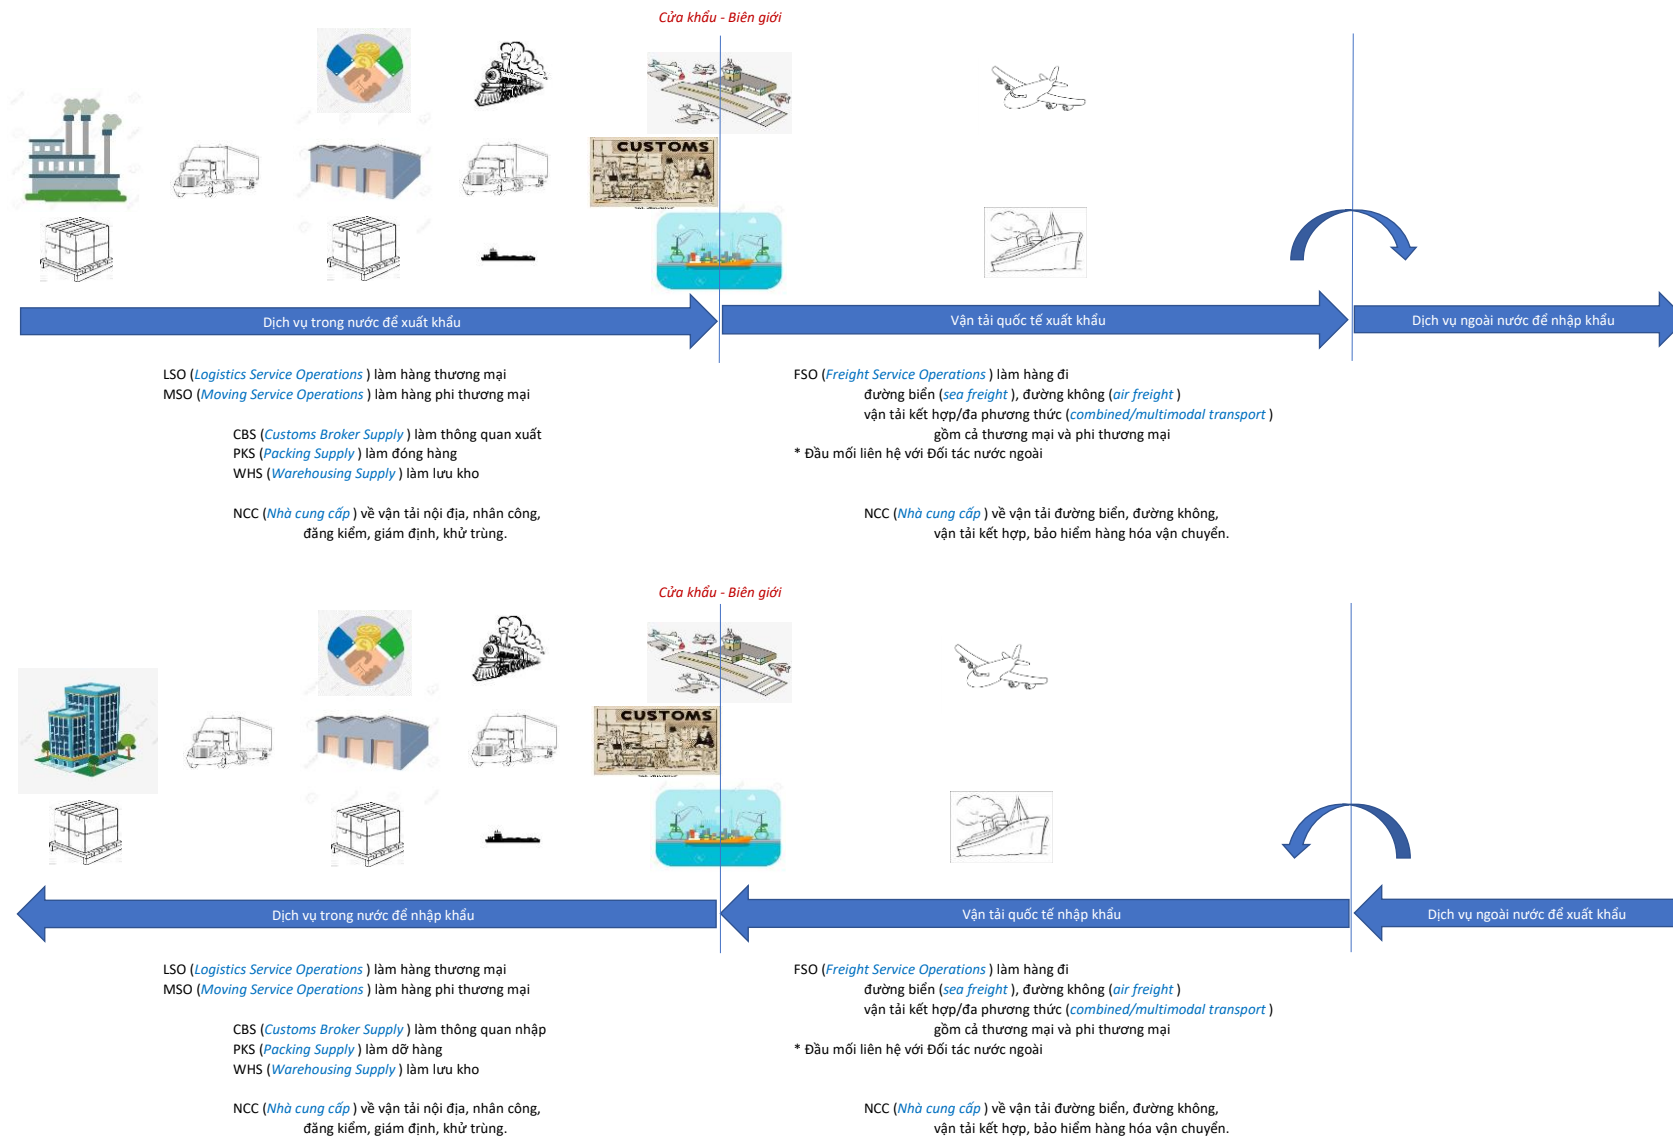 Cửa khẩu - Biên giới
CUSTOMS
Dịch vụ trong nước để xuất khẩu
Vận tải quốc tế xuất khẩu
Dịch vụ ngoài nước để nhập khẩu
LSO (Logistics Service Operations ) làm hàng thương mại
MSO (Moving Service Operations ) làm hàng phi thương mại
CBS (Customs Broker Supply ) làm thông quan xuất
PKS (Packing Supply ) làm đóng hàng
WHS (Warehousing Supply ) làm lưu kho
NCC (Nhà cung cấp ) về vận tải nội địa, nhân công,
đăng kiểm, giám định, khử trùng.
FSO (Freight Service Operations ) làm hàng đi
đường biển (sea freight ), đường không (air freight )
vận tải kết hợp/đa phương thức (combined/multimodal transport )
gồm cả thương mại và phi thương mại
* Đầu mối liên hệ với Đối tác nước ngoài
NCC (Nhà cung cấp ) về vận tải đường biển, đường không,
vận tải kết hợp, bảo hiểm hàng hóa vận chuyển.
Cửa khẩu - Biên giới
CUSTOMS
Dịch vụ trong nước để nhập khẩu
Vận tải quốc tế nhập khẩu
Dịch vụ ngoài nước để xuất khẩu
LSO (Logistics Service Operations ) làm hàng thương mại
MSO (Moving Service Operations ) làm hàng phi thương mại
CBS (Customs Broker Supply ) làm thông quan nhập
PKS (Packing Supply ) làm dỡ hàng
WHS (Warehousing Supply ) làm lưu kho
NCC (Nhà cung cấp ) về vận tải nội địa, nhân công,
đăng kiểm, giám định, khử trùng.
FSO (Freight Service Operations ) làm hàng đi
đường biển (sea freight ), đường không (air freight )
vận tải kết hợp/đa phương thức (combined/multimodal transport )
gồm cả thương mại và phi thương mại
* Đầu mối liên hệ với Đối tác nước ngoài
NCC (Nhà cung cấp ) về vận tải đường biển, đường không,
vận tải kết hợp, bảo hiểm hàng hóa vận chuyển.